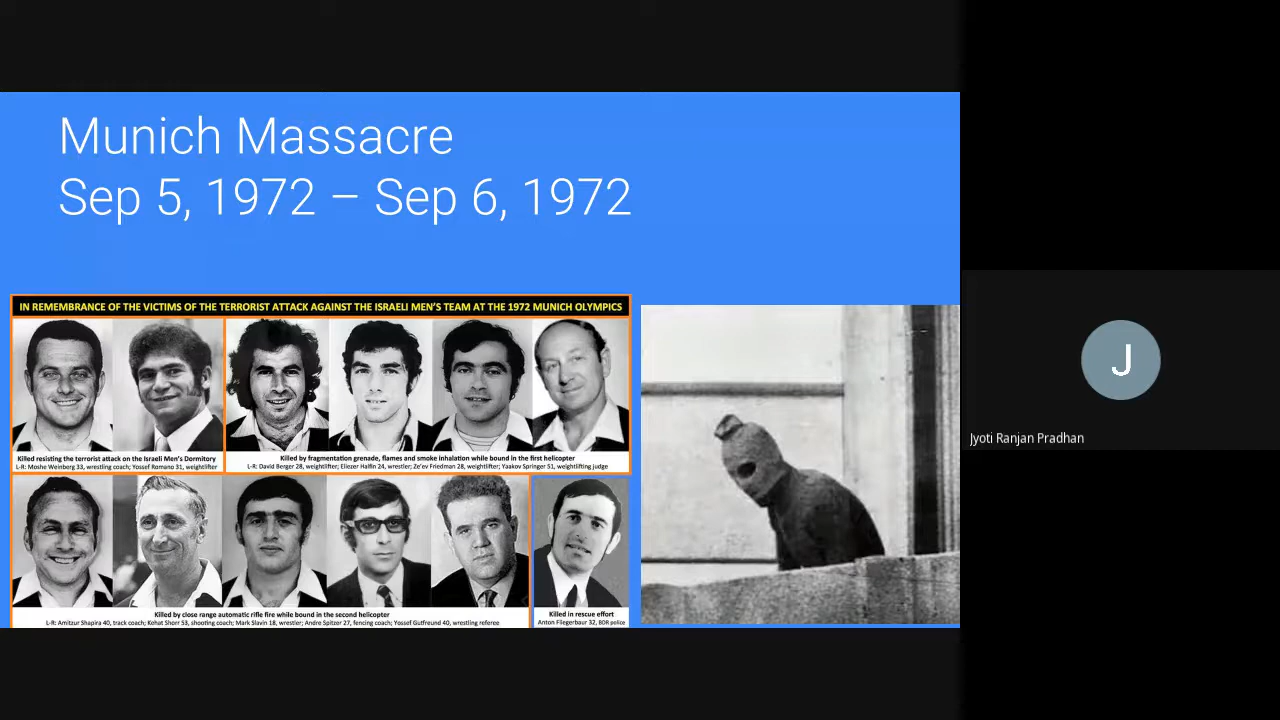 Munich Massacre
Sep 5, 1972 – Sep 6, 1972
IN REMEMBRANCE OF THE VICTIMS OF THE TERRORIST ATTACK AGAINST THE ISRAELI MEN'S TEAM AT THE 1972 MUNICH OLYMPICS
Killed resisting the terrorist attack on the Israeli Men's Dormitory
L-R: Moshe Weinberg 33, wrestling coach; Yossef Romano 31, weightlifter
Killed by fragmentation grenade, flames and smoke inhalation while bound in the first helicopter
L-R: David Berger 28, weightlifter; Eliezer Halfin 24, wrestler; Ze'ev Friedman 28, weightlifter; Yaakov Springer 51, weightlifting judge
Killed by close range automatic rifle fire while bound in the second helicopter
L-R: Amitzur Shapira 40, track coach; Kehat Shorr 53, shooting coach; Mark Slavin 18, wrestler; Andre Spitzer 27, fencing coach; Yossef Gutfreund 40, wrestling referee
Killed in rescue effort
Anton Fliegerbaur 32, BDR police
J
Jyoti Ranjan Pradhan